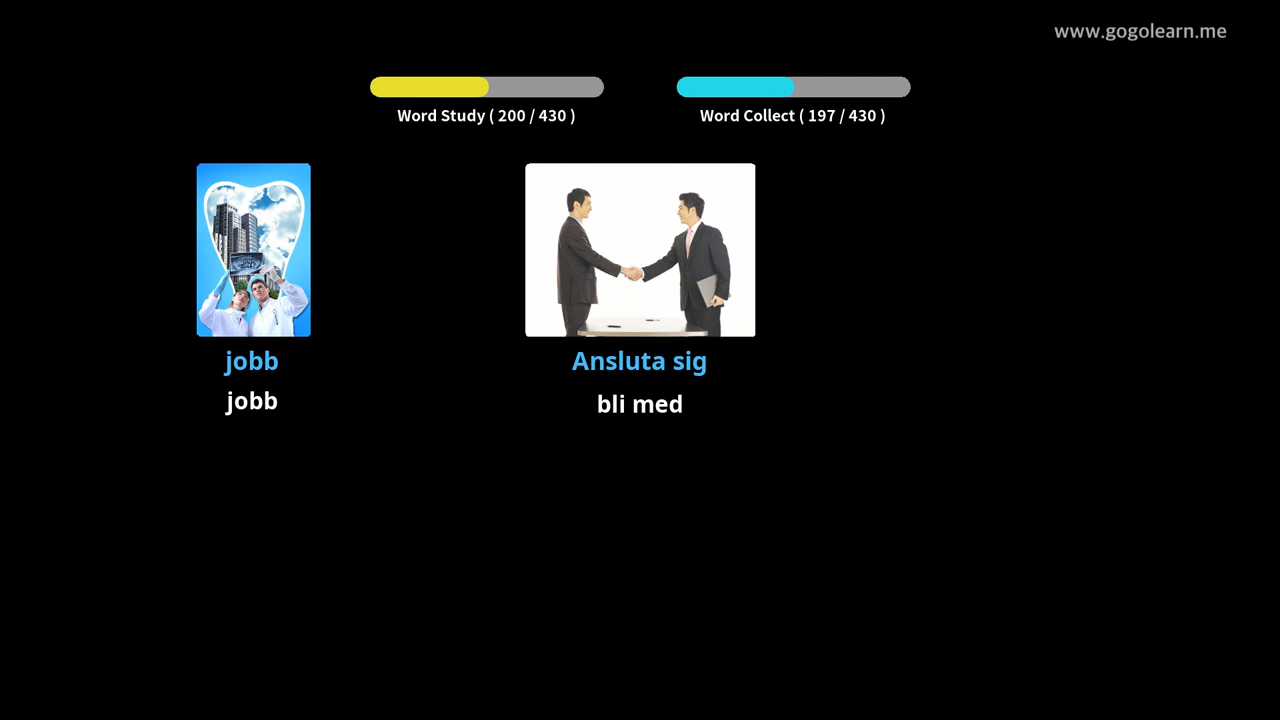 www.gogolearn.me
Word Study ( 200 / 430 )
Word Collect ( 197 / 430 )
jobb
Ansluta sig
jobb
bli med